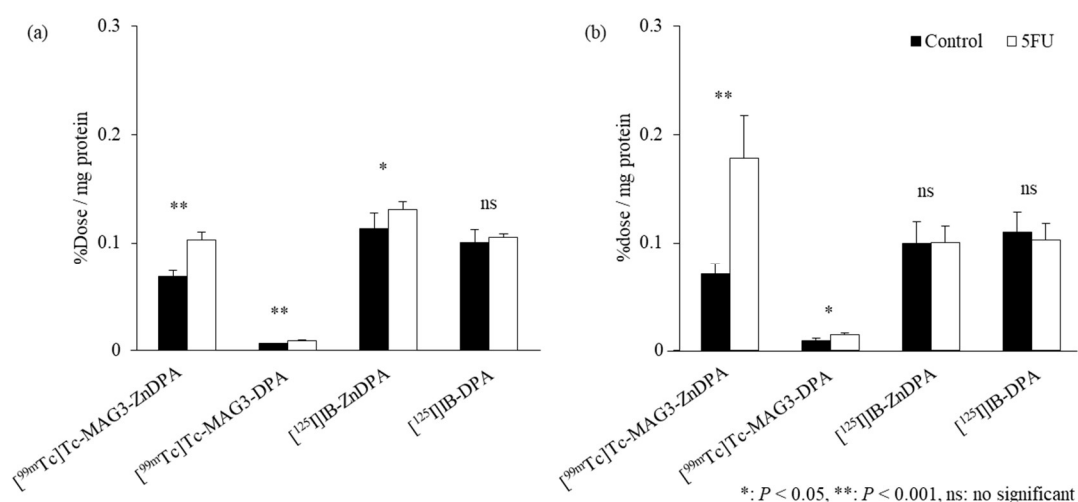 (a)
0.3
0.2
0.1
0
%Dose / mg protein
**
**
*
ns
[⁹⁹ᵐTc]Tc-MAG3-ZnDPA
[⁹⁹ᵐTc]Tc-MAG3-DPA
[¹²⁵I]IB-ZnDPA
[¹²⁵I]IB-DPA
(b)
0.3
0.2
0.1
0
%dose / mg protein
Control 5FU
**
*
ns
ns
[⁹⁹ᵐTc]Tc-MAG3-ZnDPA
[⁹⁹ᵐTc]Tc-MAG3-DPA
[¹²⁵I]IB-ZnDPA
[¹²⁵I]IB-DPA
*: P < 0.05, **: P < 0.001, ns: no significant